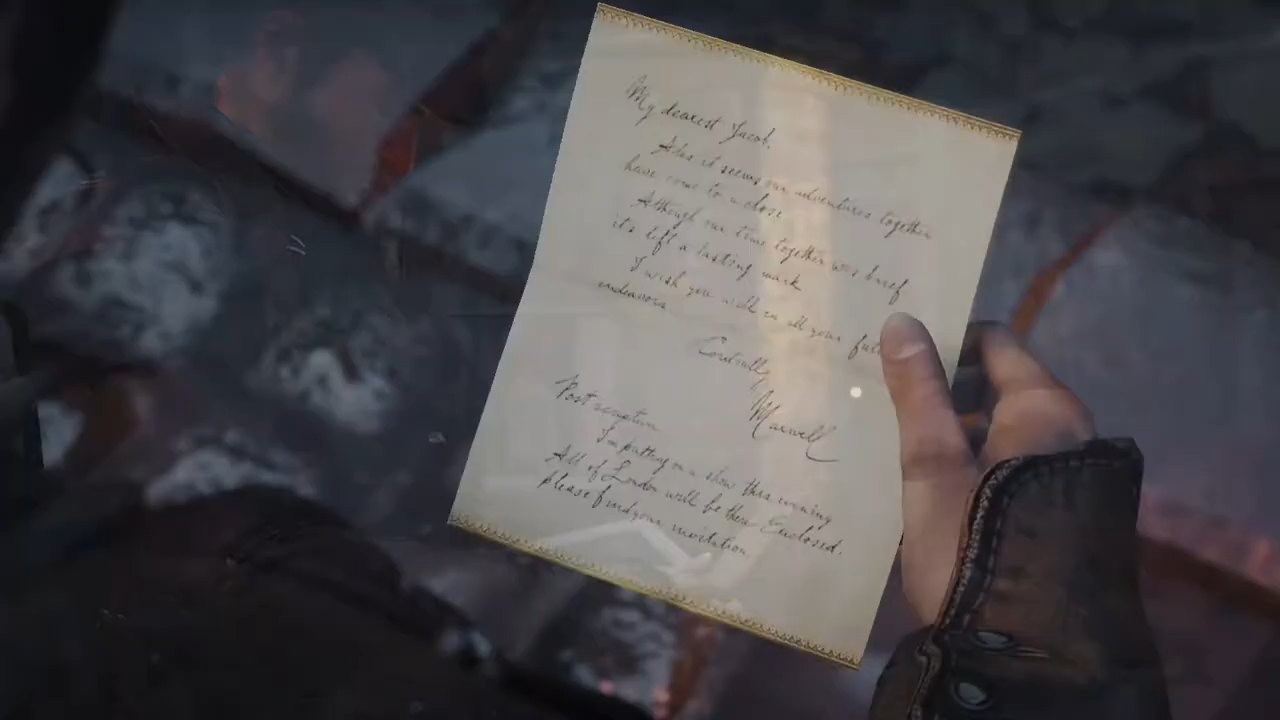 My dearest Jacob,
Alas it seems our adventures together
have come to a close
Although our time together was brief
its left a lasting mark
I wish you well in all your
endeavors
Cordially,
Maxwell
Post scriptum
I'm putting on a show this evening
All of London will be there Enclosed,
please find your invitation.